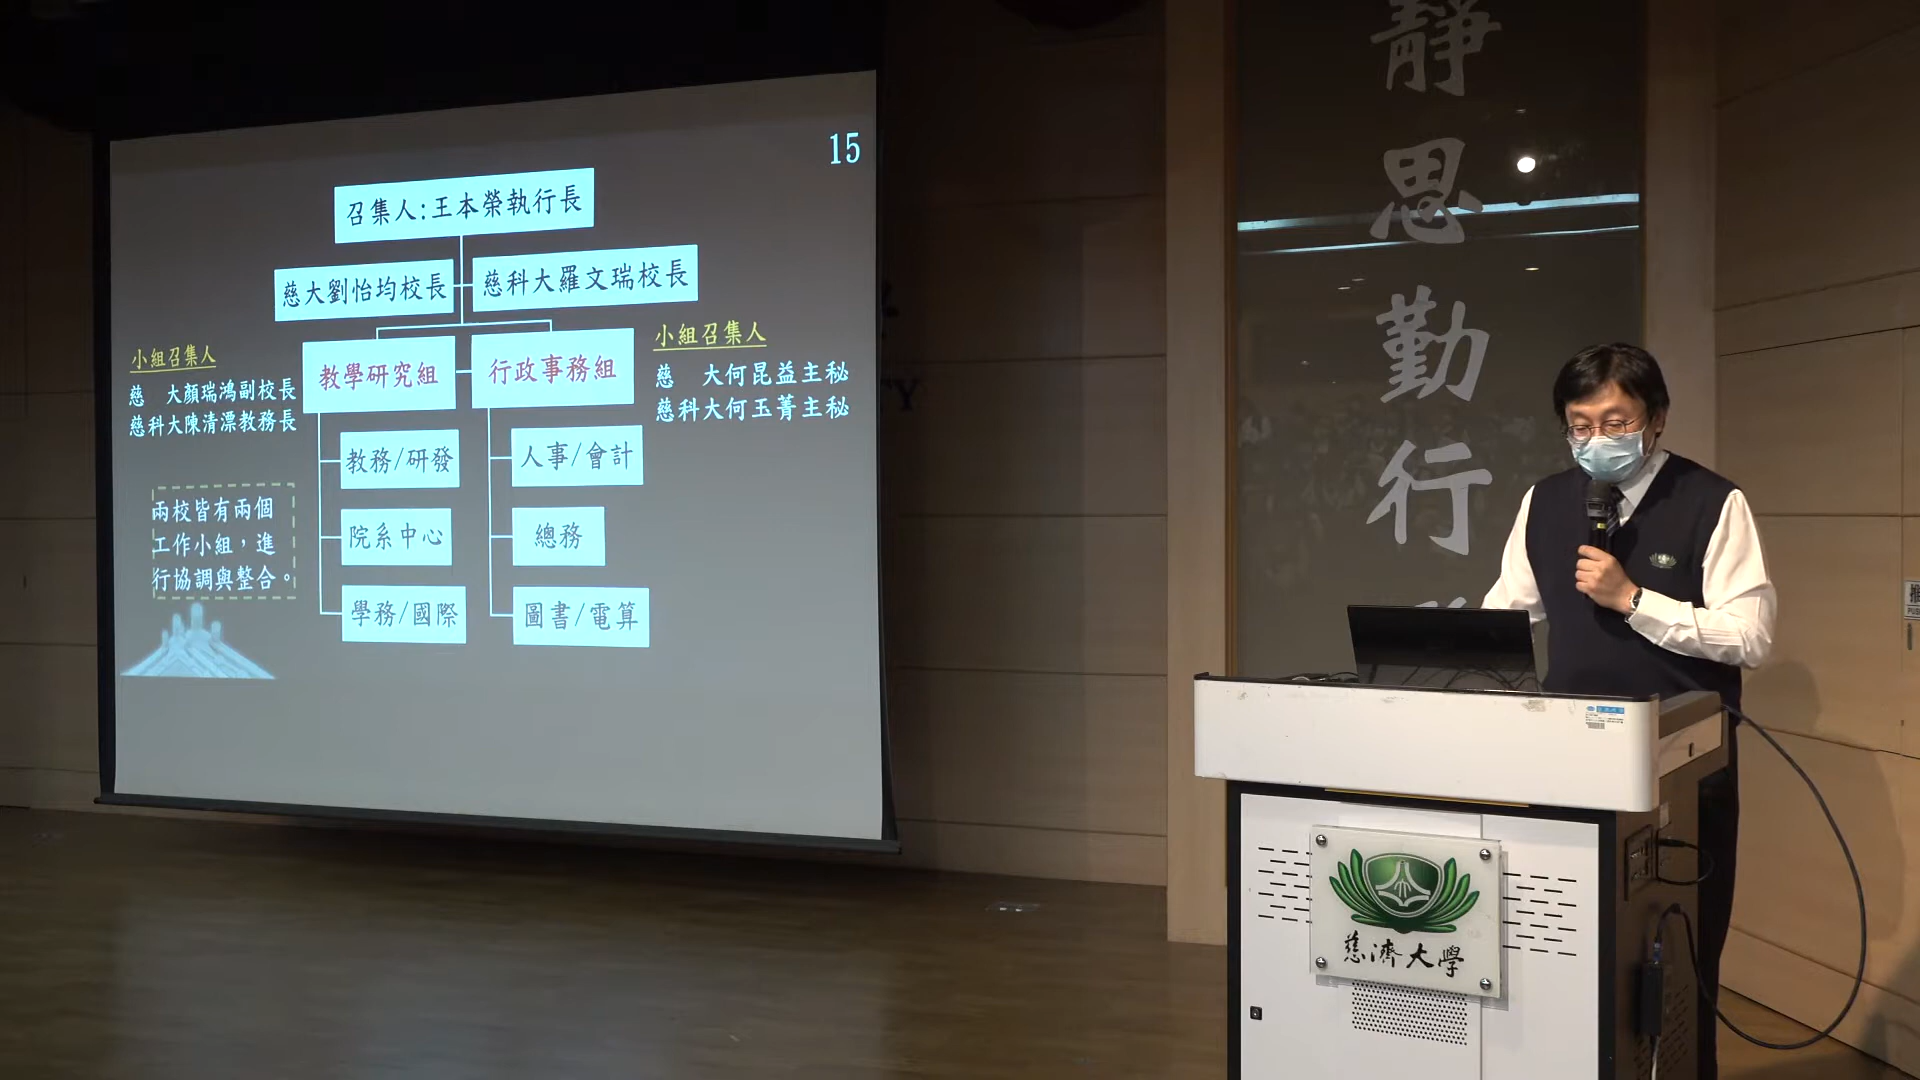 15
召集人:王本榮執行長
慈大劉怡均校長
慈科大羅文瑞校長
小組召集人
慈　大顏瑞鴻副校長
慈科大陳清漂教務長
教學研究組
行政事務組
小組召集人
慈　大何昆益主秘
慈科大何玉菁主秘
教務/研發
人事/會計
院系中心
總務
學務/國際
圖書/電算
兩校皆有兩個
工作小組，進
行協調與整合。
靜思勤行
慈濟大學
推